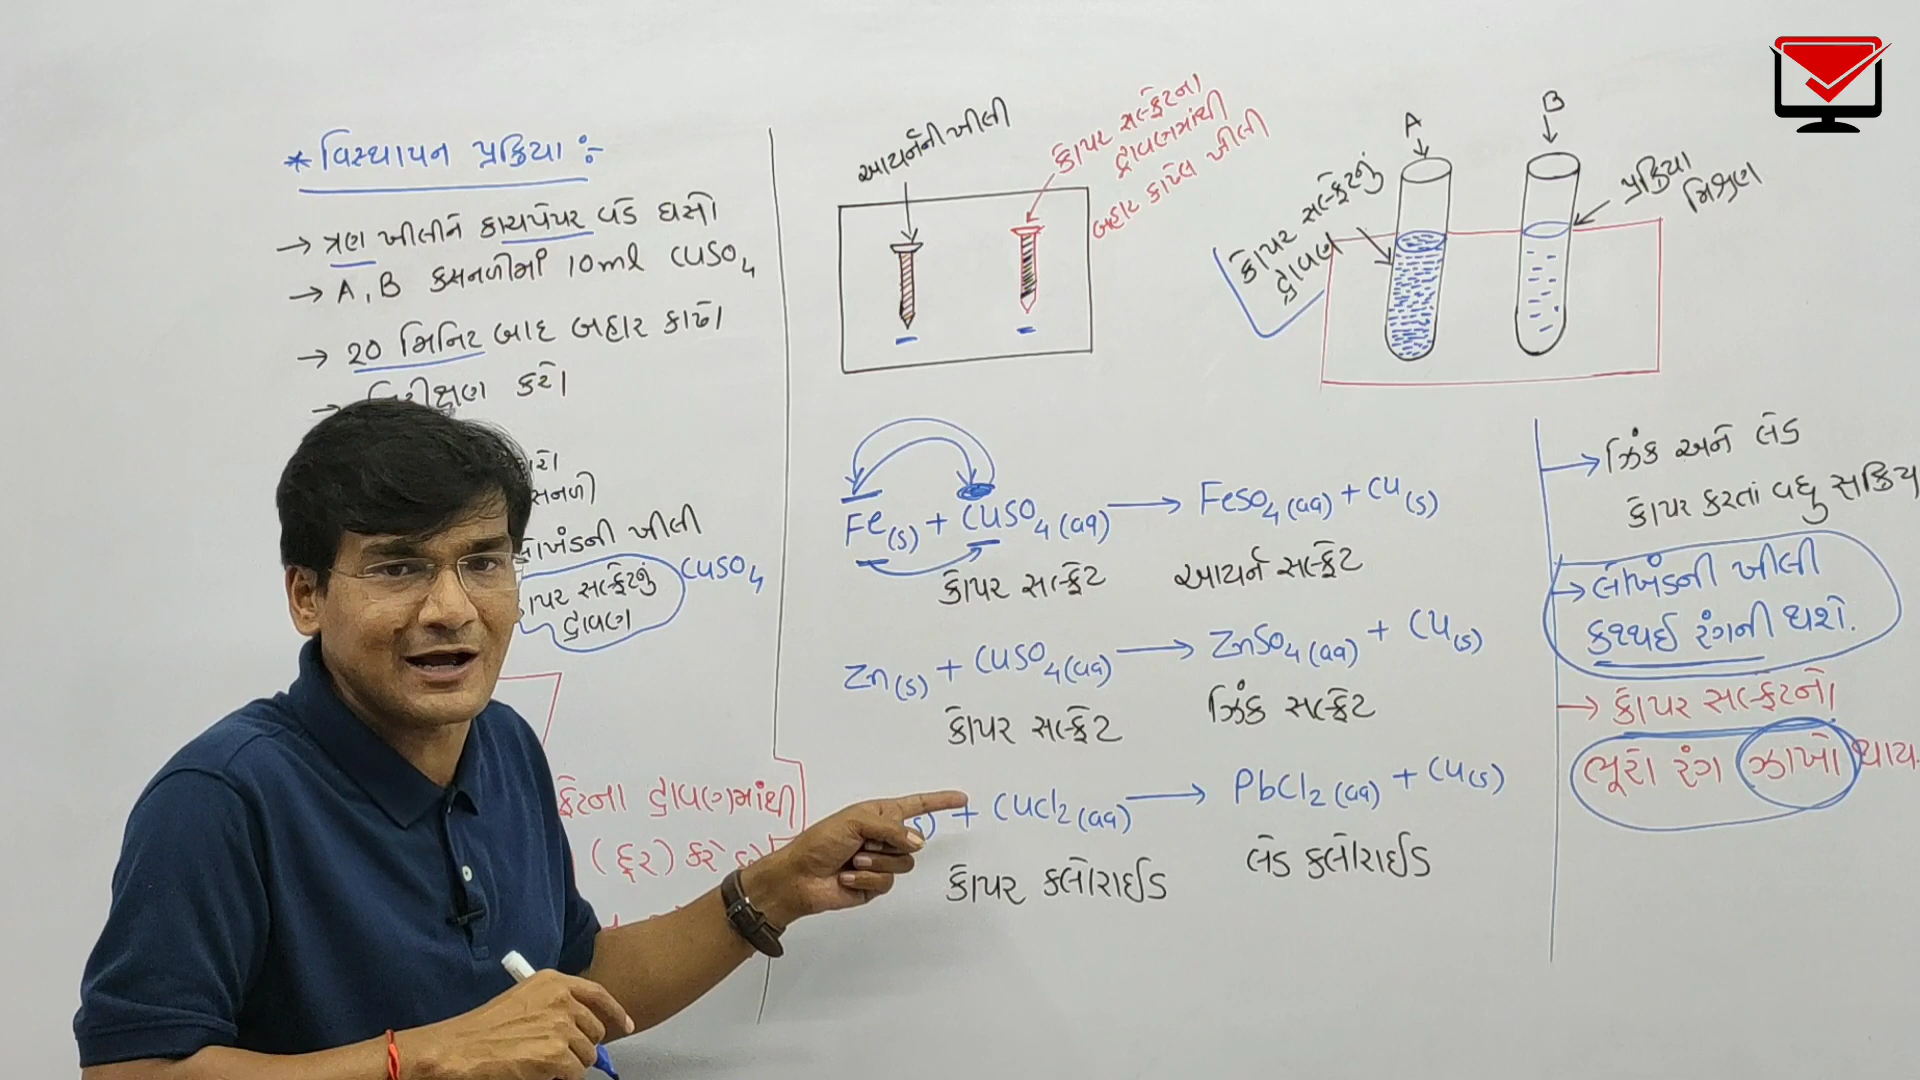 * વિસ્થાપન પ્રક્રિયા :-
→ ત્રણ ખીલીને કાચપેપર વડે ઘસો
→ A, B કસનળીમાં 10ml CuSO4
→ 20 મિનિટ બાદ બહાર કાઢો
→ નિરીક્ષણ કરો
લોખંડની ખીલી
કોપર સલ્ફેટનું
દ્રાવણ
CuSO4
દ્રાવણમાંથી
(દૂર) કરે
આયર્નની ખીલી
કોપર સલ્ફેટના
દ્રાવણમાંથી
બહાર કાઢેલ ખીલી
A
B
કોપર સલ્ફેટનું
દ્રાવણ
પ્રક્રિયા
મિશ્રણ
Fe(s) + CuSO4(aq) → FeSO4(aq) + Cu(s)
કોપર સલ્ફેટ આયર્ન સલ્ફેટ
Zn(s) + CuSO4(aq) → ZnSO4(aq) + Cu(s)
કોપર સલ્ફેટ ઝિંક સલ્ફેટ
+ CuCl2(aq) → PbCl2(aq) + Cu(s)
કોપર ક્લોરાઈડ લેડ ક્લોરાઈડ
→ ઝિંક અને લેડ
કોપર કરતાં વધુ સક્રિય
→ લોખંડની ખીલી
કથ્થઈ રંગની થશે.
→ કોપર સલ્ફેટનો
ભૂરો રંગ ઝાંખો થાય.